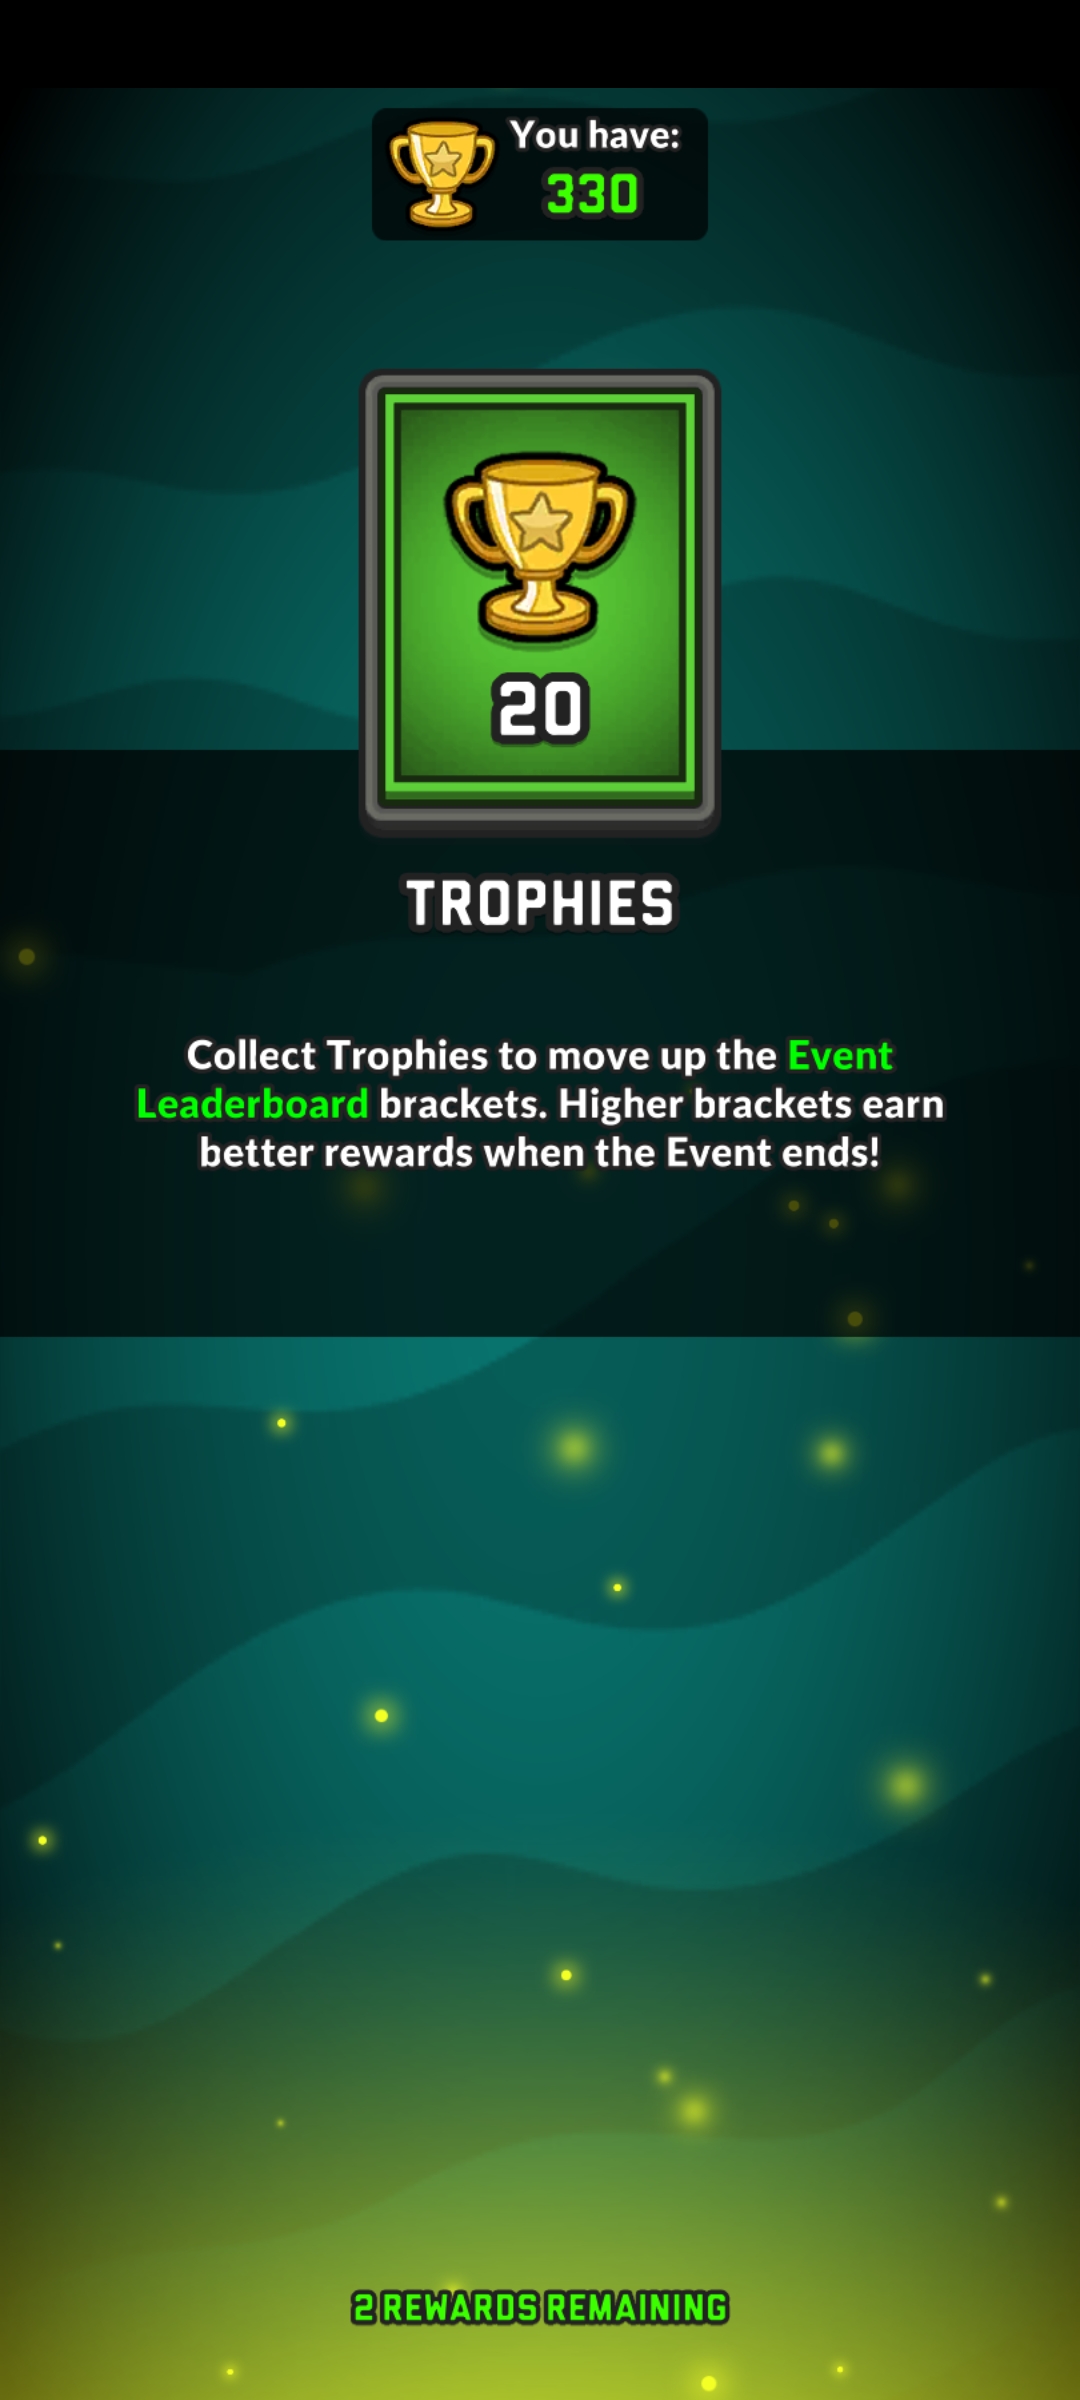 You have:
330
20
TROPHIES
Collect Trophies to move up the Event
Leaderboard brackets. Higher brackets earn
better rewards when the Event ends!
2 REWARDS REMAINING